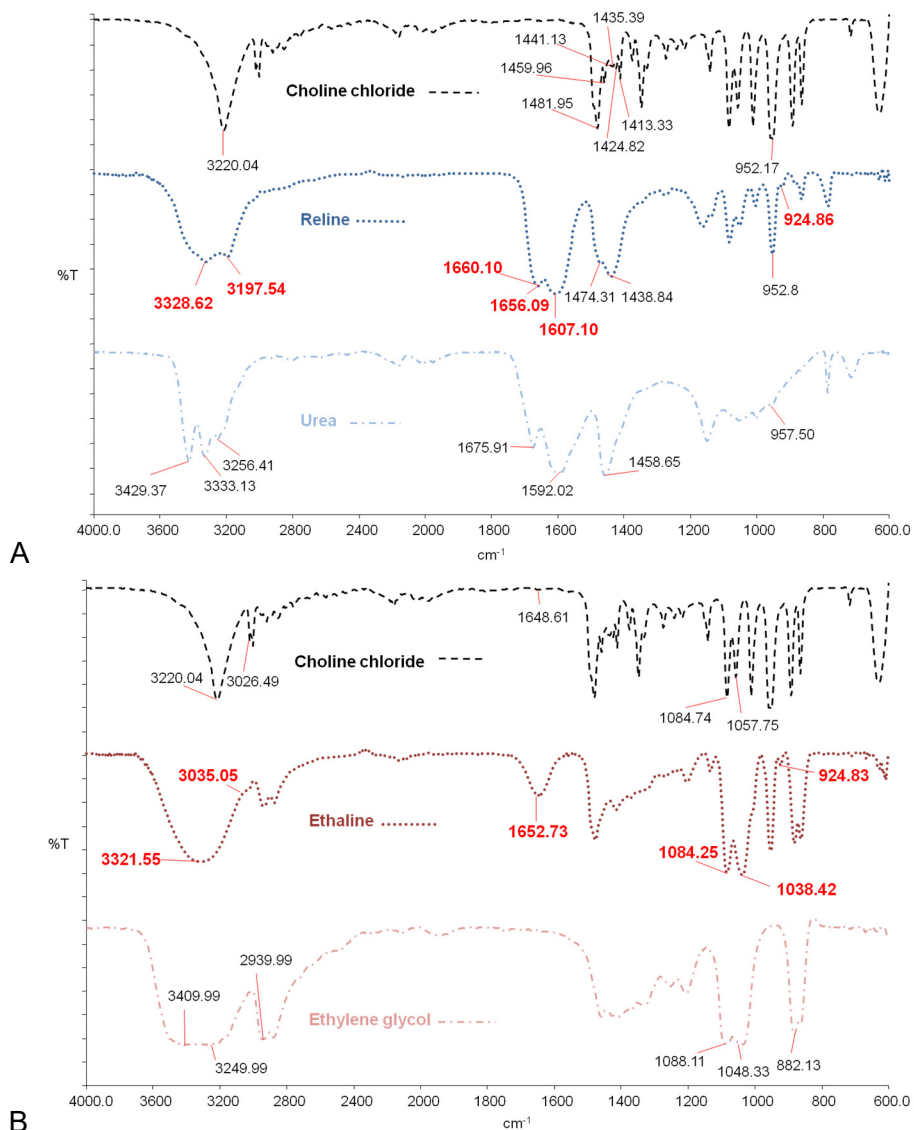 1435.39
1441.13
1459.96
Choline chloride
1481.95
1413.33
1424.82
3220.04
952.17
Reline
924.86
%T
1660.10
3197.54
3328.62
1656.09
1474.31
1438.84
952.8
1607.10
Urea
3256.41
1675.91
957.50
3429.37
3333.13
1592.02
1458.65
4000.0 3600 3200 2800 2400 2000 1800 1600 1400 1200 1000 800 600.0
A
cm-1
1648.61
Choline chloride
3220.04
3026.49
1084.74
1057.75
3035.05
924.83
Ethaline
1652.73
%T
3321.55
1084.25
1038.42
2939.99
3409.99
Ethylene glycol
3249.99
1088.11
1048.33
882.13
4000.0 3600 3200 2800 2400 2000 1800 1600 1400 1200 1000 800 600.0
B
cm-1